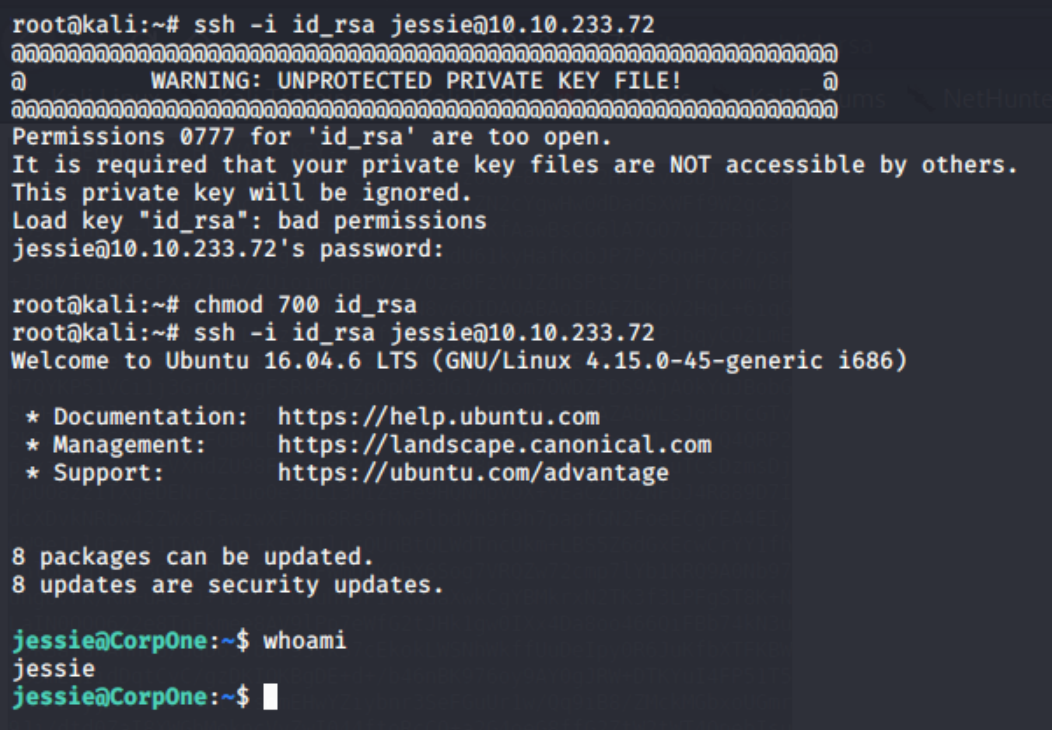 root@kali:~# ssh -i id_rsa jessie@10.10.233.72
@@@@@@@@@@@@@@@@@@@@@@@@@@@@@@@@@@@@@@@@@@@@@@@@@@@@@@@@@@@
@         WARNING: UNPROTECTED PRIVATE KEY FILE!          @
@@@@@@@@@@@@@@@@@@@@@@@@@@@@@@@@@@@@@@@@@@@@@@@@@@@@@@@@@@@
Permissions 0777 for 'id_rsa' are too open.
It is required that your private key files are NOT accessible by others.
This private key will be ignored.
Load key "id_rsa": bad permissions
jessie@10.10.233.72's password:
root@kali:~# chmod 700 id_rsa
root@kali:~# ssh -i id_rsa jessie@10.10.233.72
Welcome to Ubuntu 16.04.6 LTS (GNU/Linux 4.15.0-45-generic i686)
 * Documentation:  https://help.ubuntu.com
 * Management:     https://landscape.canonical.com
 * Support:        https://ubuntu.com/advantage
8 packages can be updated.
8 updates are security updates.
jessie@CorpOne:~$ whoami
jessie
jessie@CorpOne:~$